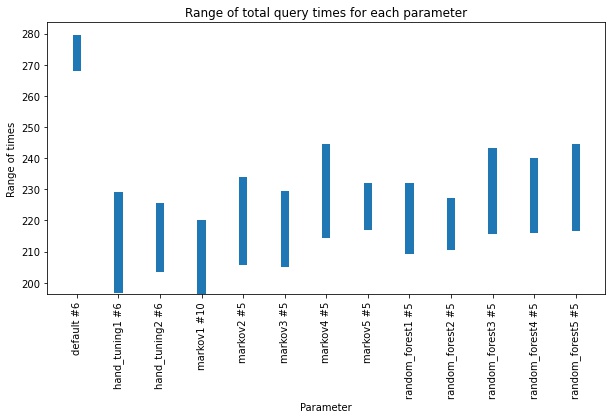 Range of total query times for each parameter
Range of times
280
270
260
250
240
230
220
210
200
default #6
hand_tuning1 #6
hand_tuning2 #6
markov1 #10
markov2 #5
markov3 #5
markov4 #5
markov5 #5
random_forest1 #5
random_forest2 #5
random_forest3 #5
random_forest4 #5
random_forest5 #5
Parameter